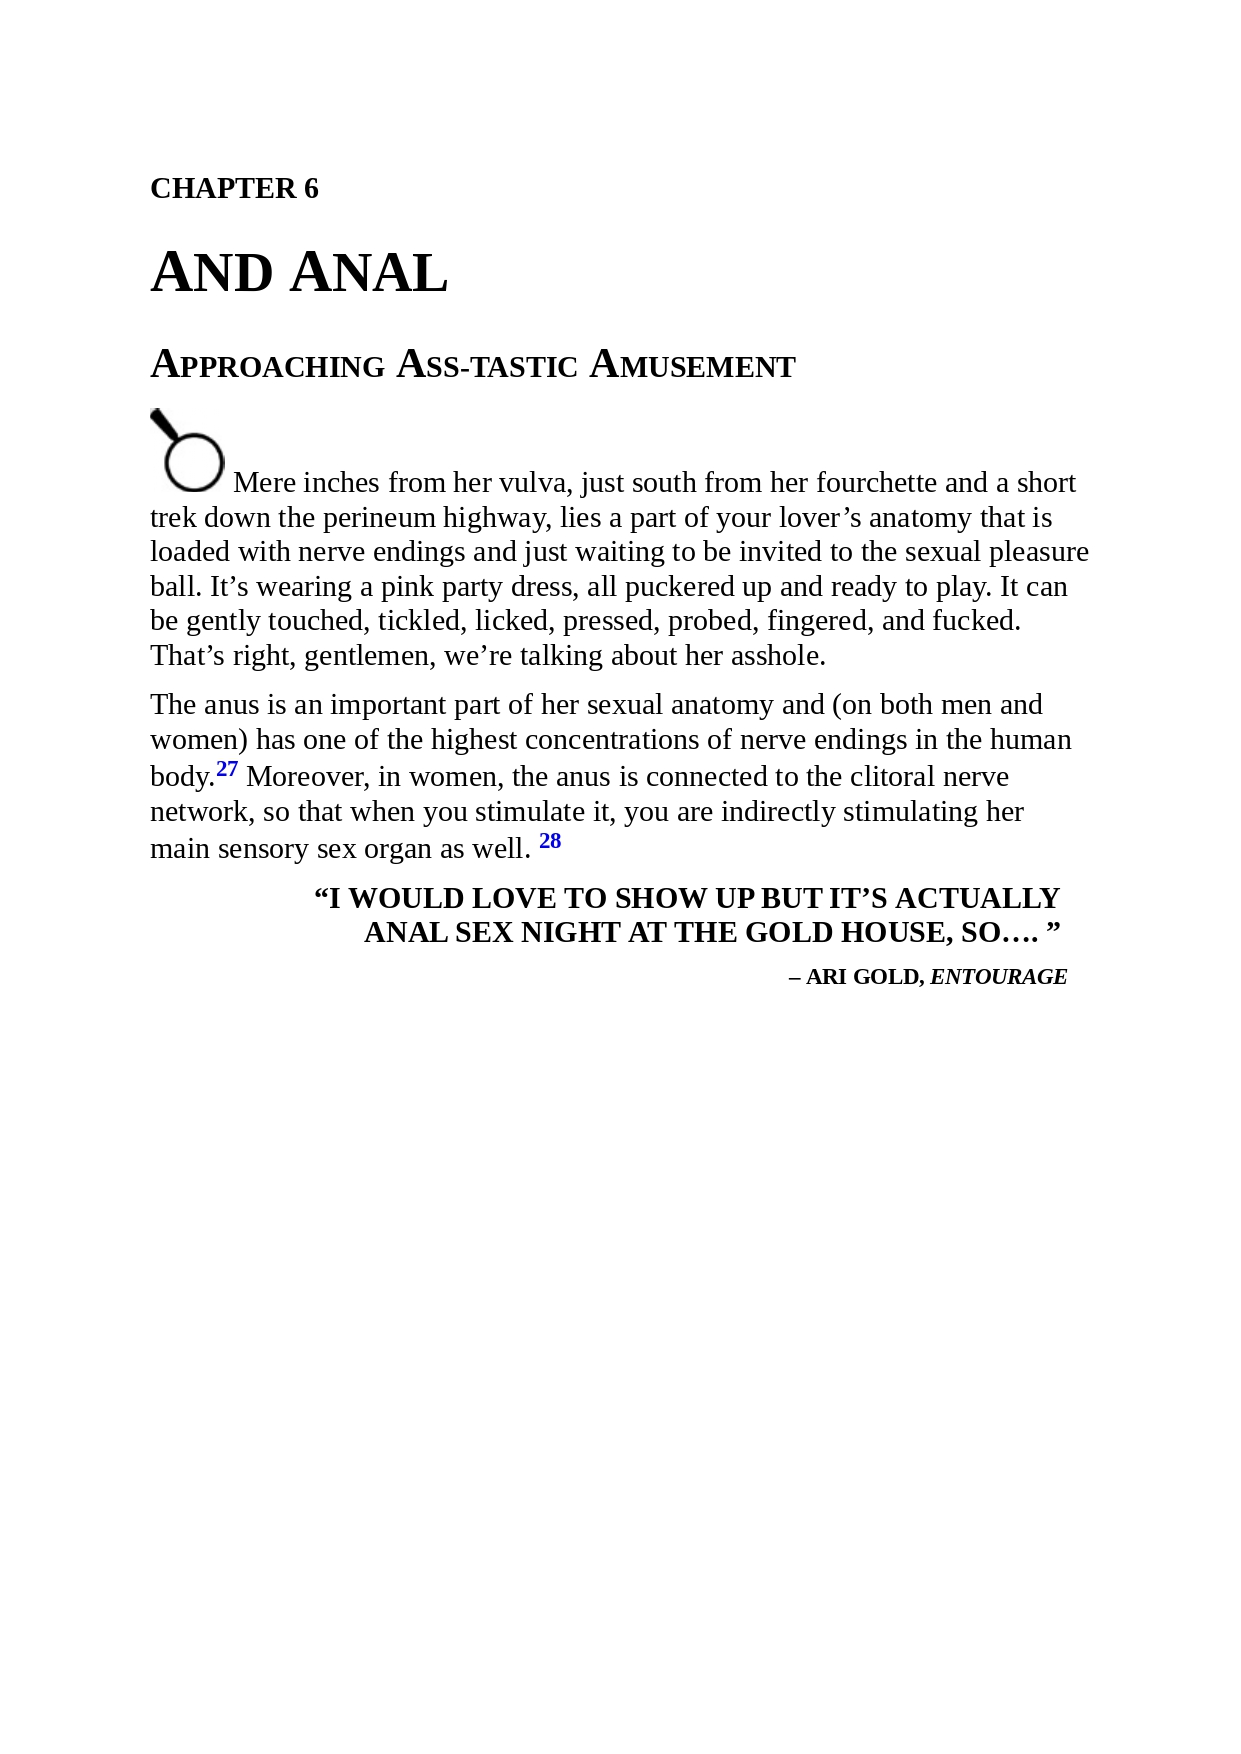 CHAPTER 6
AND ANAL
APPROACHING ASS-TASTIC AMUSEMENT
Mere inches from her vulva, just south from her fourchette and a short
trek down the perineum highway, lies a part of your lover’s anatomy that is
loaded with nerve endings and just waiting to be invited to the sexual pleasure
ball. It’s wearing a pink party dress, all puckered up and ready to play. It can
be gently touched, tickled, licked, pressed, probed, fingered, and fucked.
That’s right, gentlemen, we’re talking about her asshole.
The anus is an important part of her sexual anatomy and (on both men and
women) has one of the highest concentrations of nerve endings in the human
body.27 Moreover, in women, the anus is connected to the clitoral nerve
network, so that when you stimulate it, you are indirectly stimulating her
main sensory sex organ as well. 28
“I WOULD LOVE TO SHOW UP BUT IT’S ACTUALLY
ANAL SEX NIGHT AT THE GOLD HOUSE, SO…. ”
– ARI GOLD, ENTOURAGE